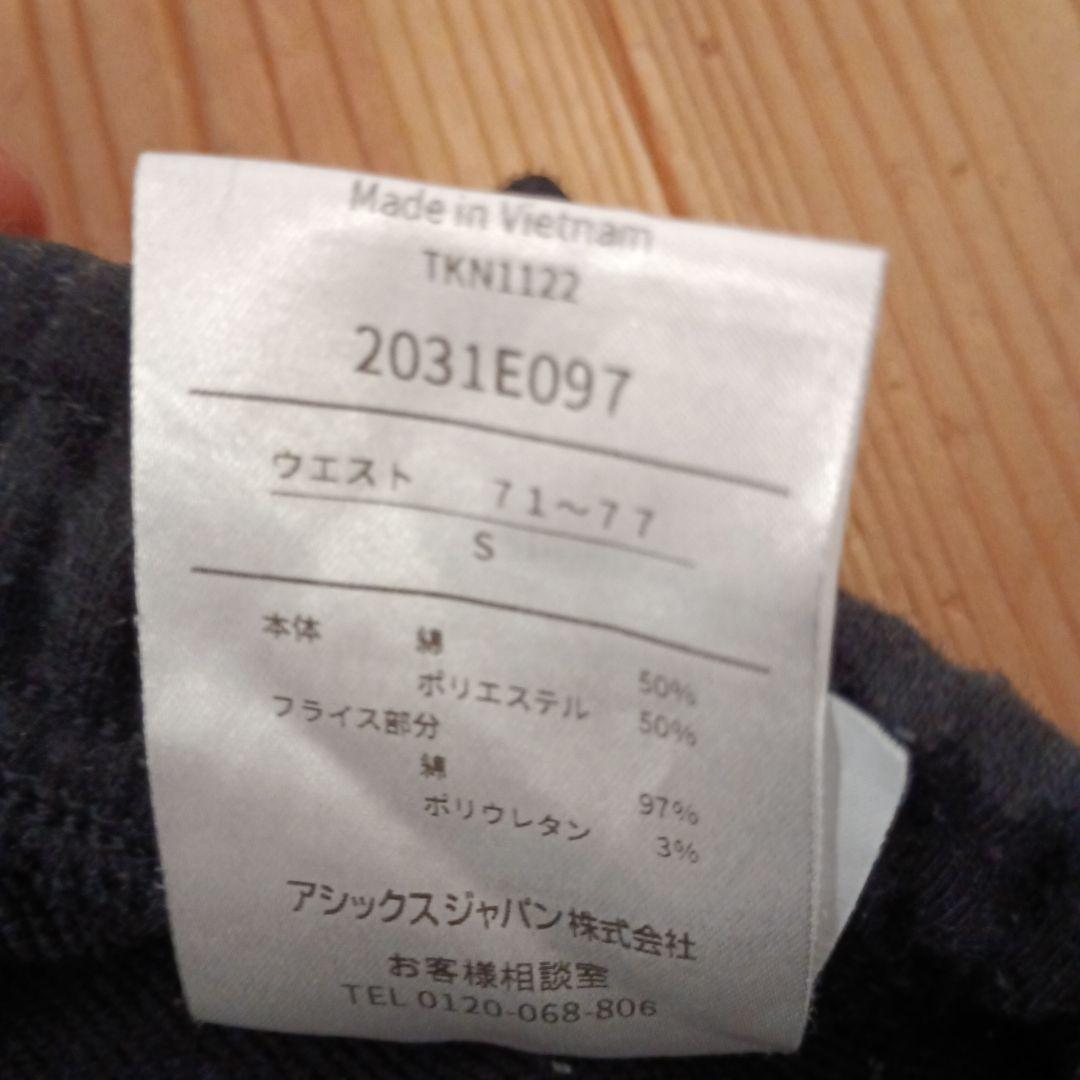 Made in Vietnam
TKN1122
2031E097
ウエスト 71～77
S
本体 綿 50%
ポリエステル 50%
フライス部分
綿 97%
ポリウレタン 3%
アシックスジャパン株式会社
お客様相談室
TEL 0120-068-806